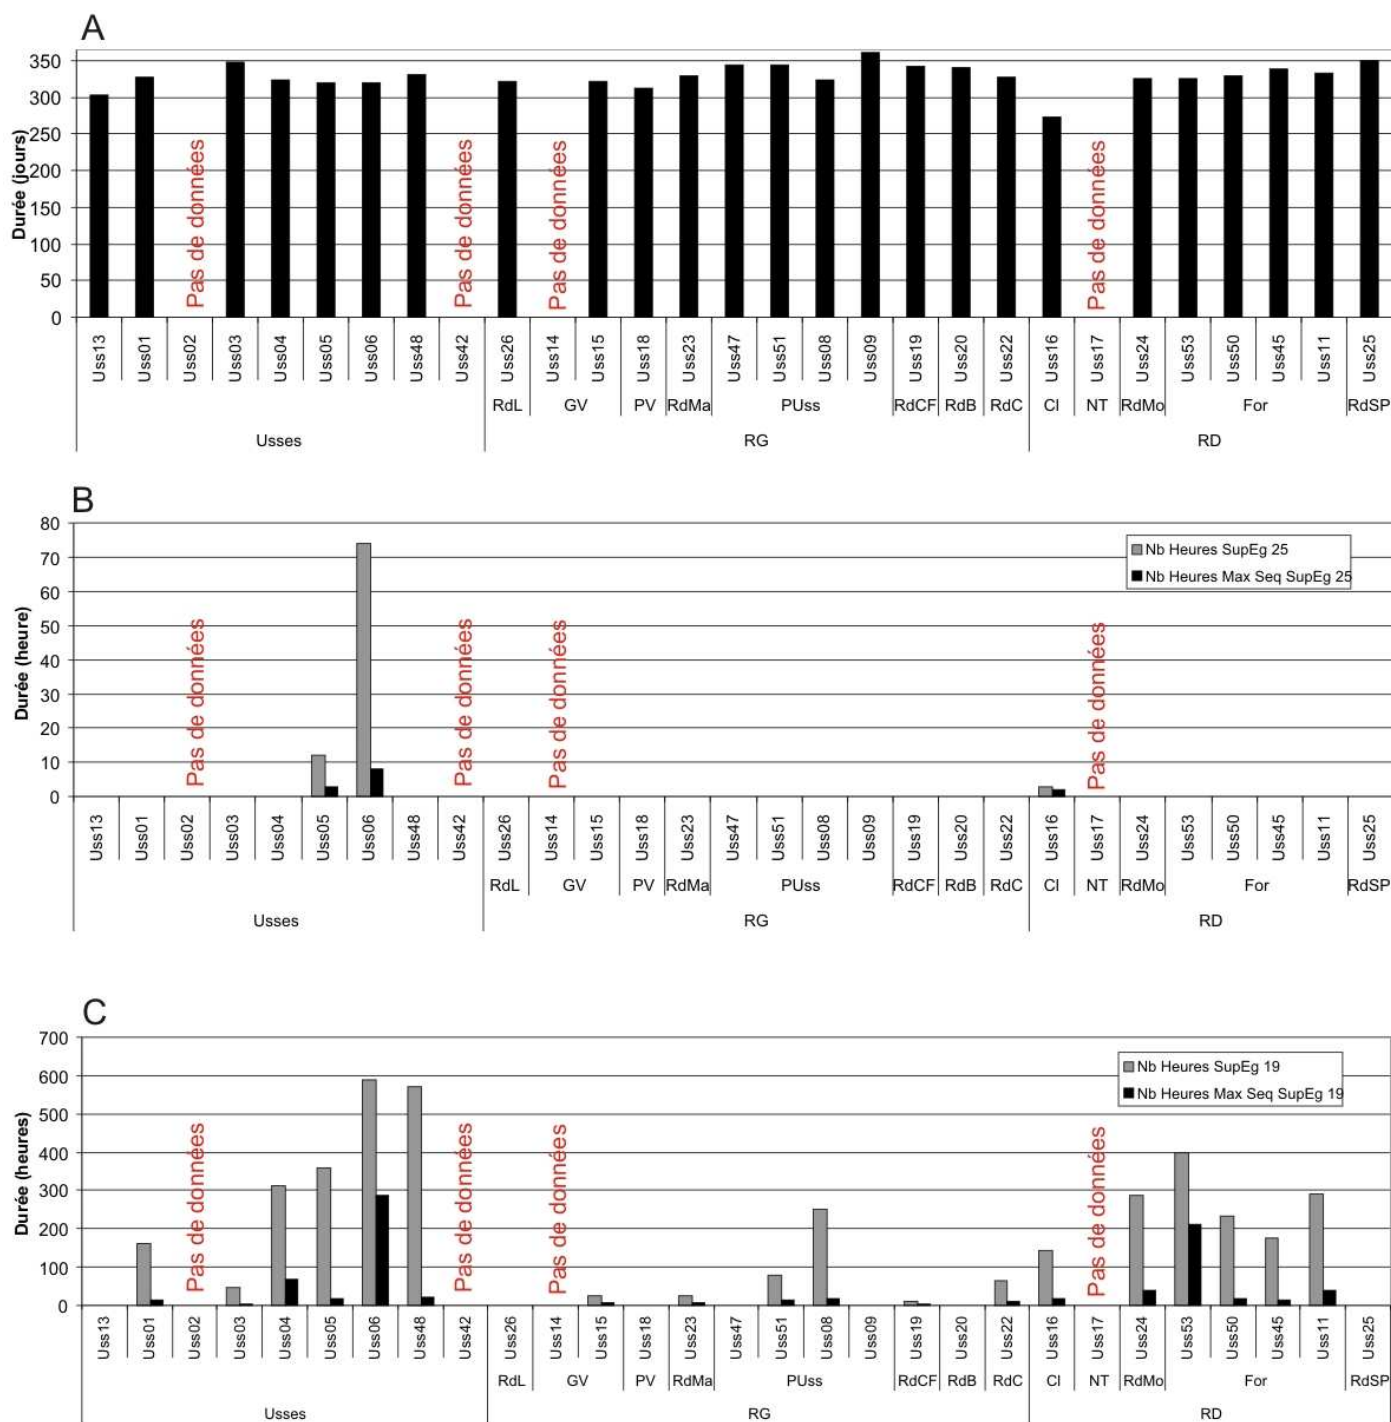 A
Durée (jours)
350
300
250
200
150
100
50
0
Pas de données
Pas de données
Pas de données
Pas de données
Uss13 Uss01 Uss02 Uss03 Uss04 Uss05 Uss06 Uss48 Uss42 Uss26 Uss14 Uss15 Uss18 Uss23 Uss47 Uss51 Uss08 Uss09 Uss19 Uss20 Uss22 Uss16 Uss17 Uss24 Uss53 Uss50 Uss45 Uss11 Uss25
RdL GV PV RdMa PUss RdCF RdB RdC Cl NT RdMo For RdSP
Usses RG RD
B
Durée (heure)
80
70
60
50
40
30
20
10
0
Nb Heures SupEg 25
Nb Heures Max Seq SupEg 25
Pas de données
Pas de données
Pas de données
Pas de données
Uss13 Uss01 Uss02 Uss03 Uss04 Uss05 Uss06 Uss48 Uss42 Uss26 Uss14 Uss15 Uss18 Uss23 Uss47 Uss51 Uss08 Uss09 Uss19 Uss20 Uss22 Uss16 Uss17 Uss24 Uss53 Uss50 Uss45 Uss11 Uss25
RdL GV PV RdMa PUss RdCF RdB RdC Cl NT RdMo For RdSP
Usses RG RD
C
Durée (heures)
700
600
500
400
300
200
100
0
Nb Heures SupEg 19
Nb Heures Max Seq SupEg 19
Pas de données
Pas de données
Pas de données
Pas de données
Uss13 Uss01 Uss02 Uss03 Uss04 Uss05 Uss06 Uss48 Uss42 Uss26 Uss14 Uss15 Uss18 Uss23 Uss47 Uss51 Uss08 Uss09 Uss19 Uss20 Uss22 Uss16 Uss17 Uss24 Uss53 Uss50 Uss45 Uss11 Uss25
RdL GV PV RdMa PUss RdCF RdB RdC Cl NT RdMo For RdSP
Usses RG RD